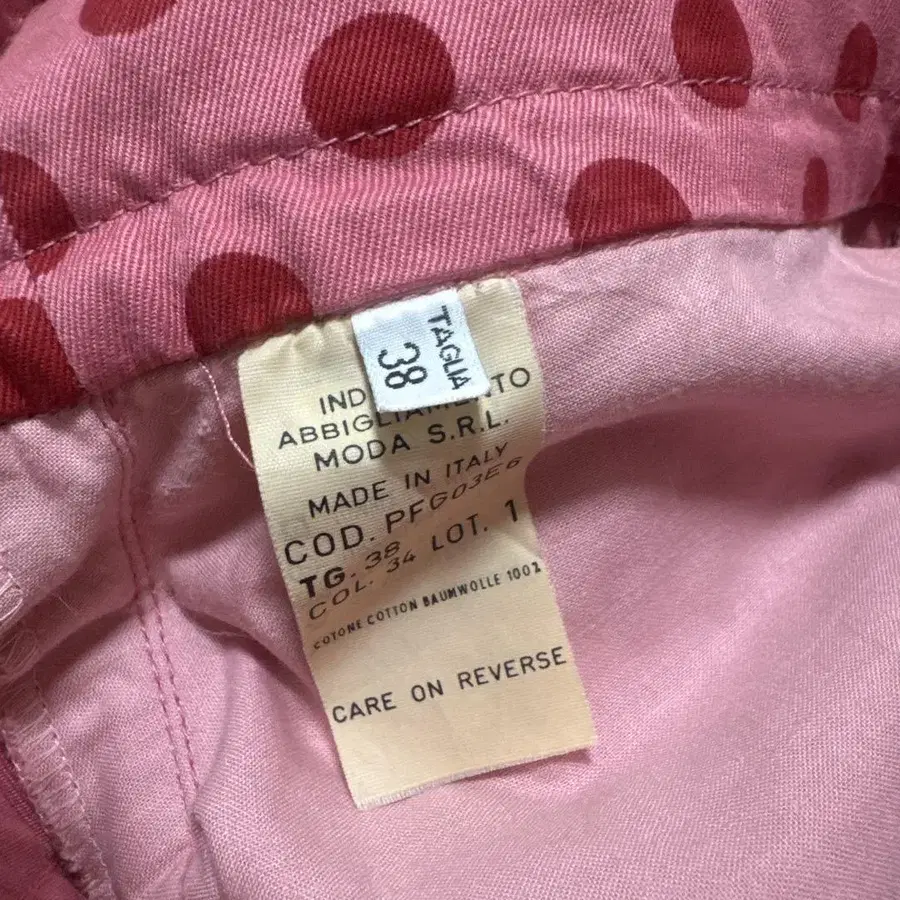 TAGLIA
38
IND
ABBIGLIAMENTO
MODA S.R.L.
MADE IN ITALY
COD. PFG03E6
TG. 38
COL. 34 LOT. 1
COTONE COTTON BAUMWOLLE 100%
CARE ON REVERSE